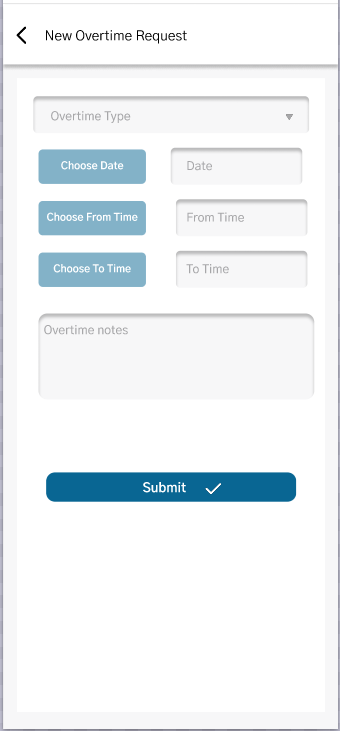 New Overtime Request
Overtime Type
Choose Date Date
Choose From Time From Time
Choose To Time To Time
Overtime notes
Submit